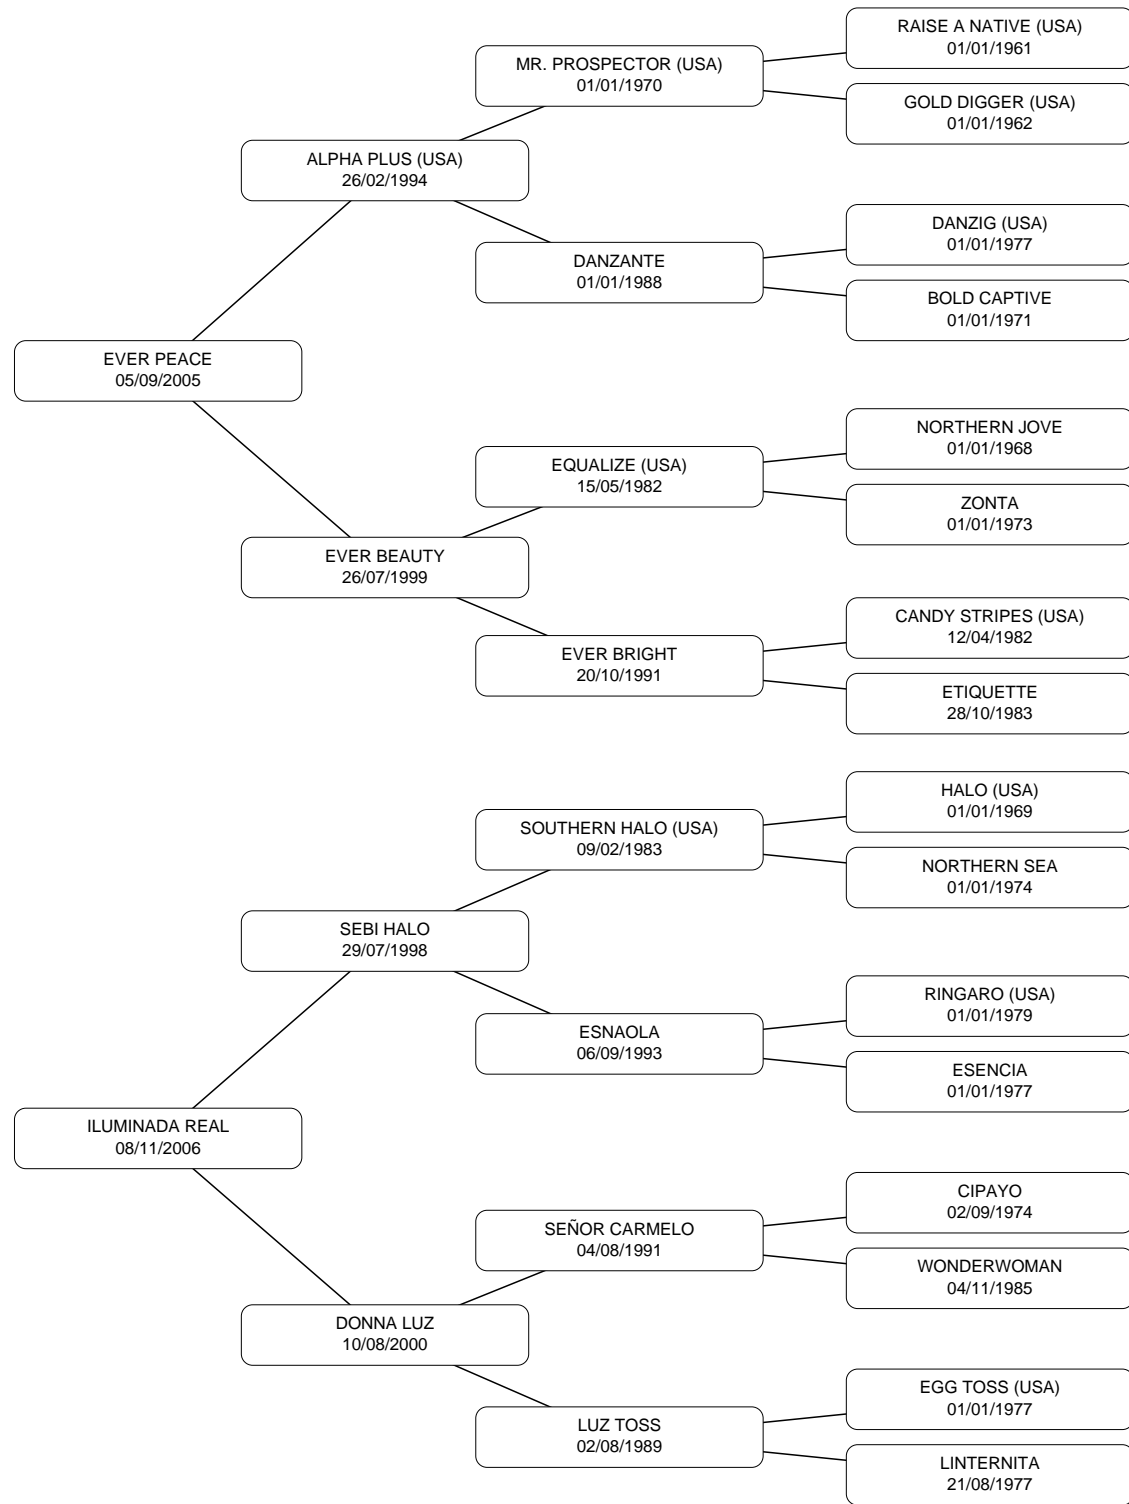 RAISE A NATIVE (USA)
01/01/1961
MR. PROSPECTOR (USA)
01/01/1970
GOLD DIGGER (USA)
01/01/1962
ALPHA PLUS (USA)
26/02/1994
DANZIG (USA)
01/01/1977
DANZANTE
01/01/1988
BOLD CAPTIVE
01/01/1971
EVER PEACE
05/09/2005
NORTHERN JOVE
01/01/1968
EQUALIZE (USA)
15/05/1982
ZONTA
01/01/1973
EVER BEAUTY
26/07/1999
CANDY STRIPES (USA)
12/04/1982
EVER BRIGHT
20/10/1991
ETIQUETTE
28/10/1983
HALO (USA)
01/01/1969
SOUTHERN HALO (USA)
09/02/1983
NORTHERN SEA
01/01/1974
SEBI HALO
29/07/1998
RINGARO (USA)
01/01/1979
ESNAOLA
06/09/1993
ESENCIA
01/01/1977
ILUMINADA REAL
08/11/2006
CIPAYO
02/09/1974
SEÑOR CARMELO
04/08/1991
WONDERWOMAN
04/11/1985
DONNA LUZ
10/08/2000
EGG TOSS (USA)
01/01/1977
LUZ TOSS
02/08/1989
LINTERNITA
21/08/1977